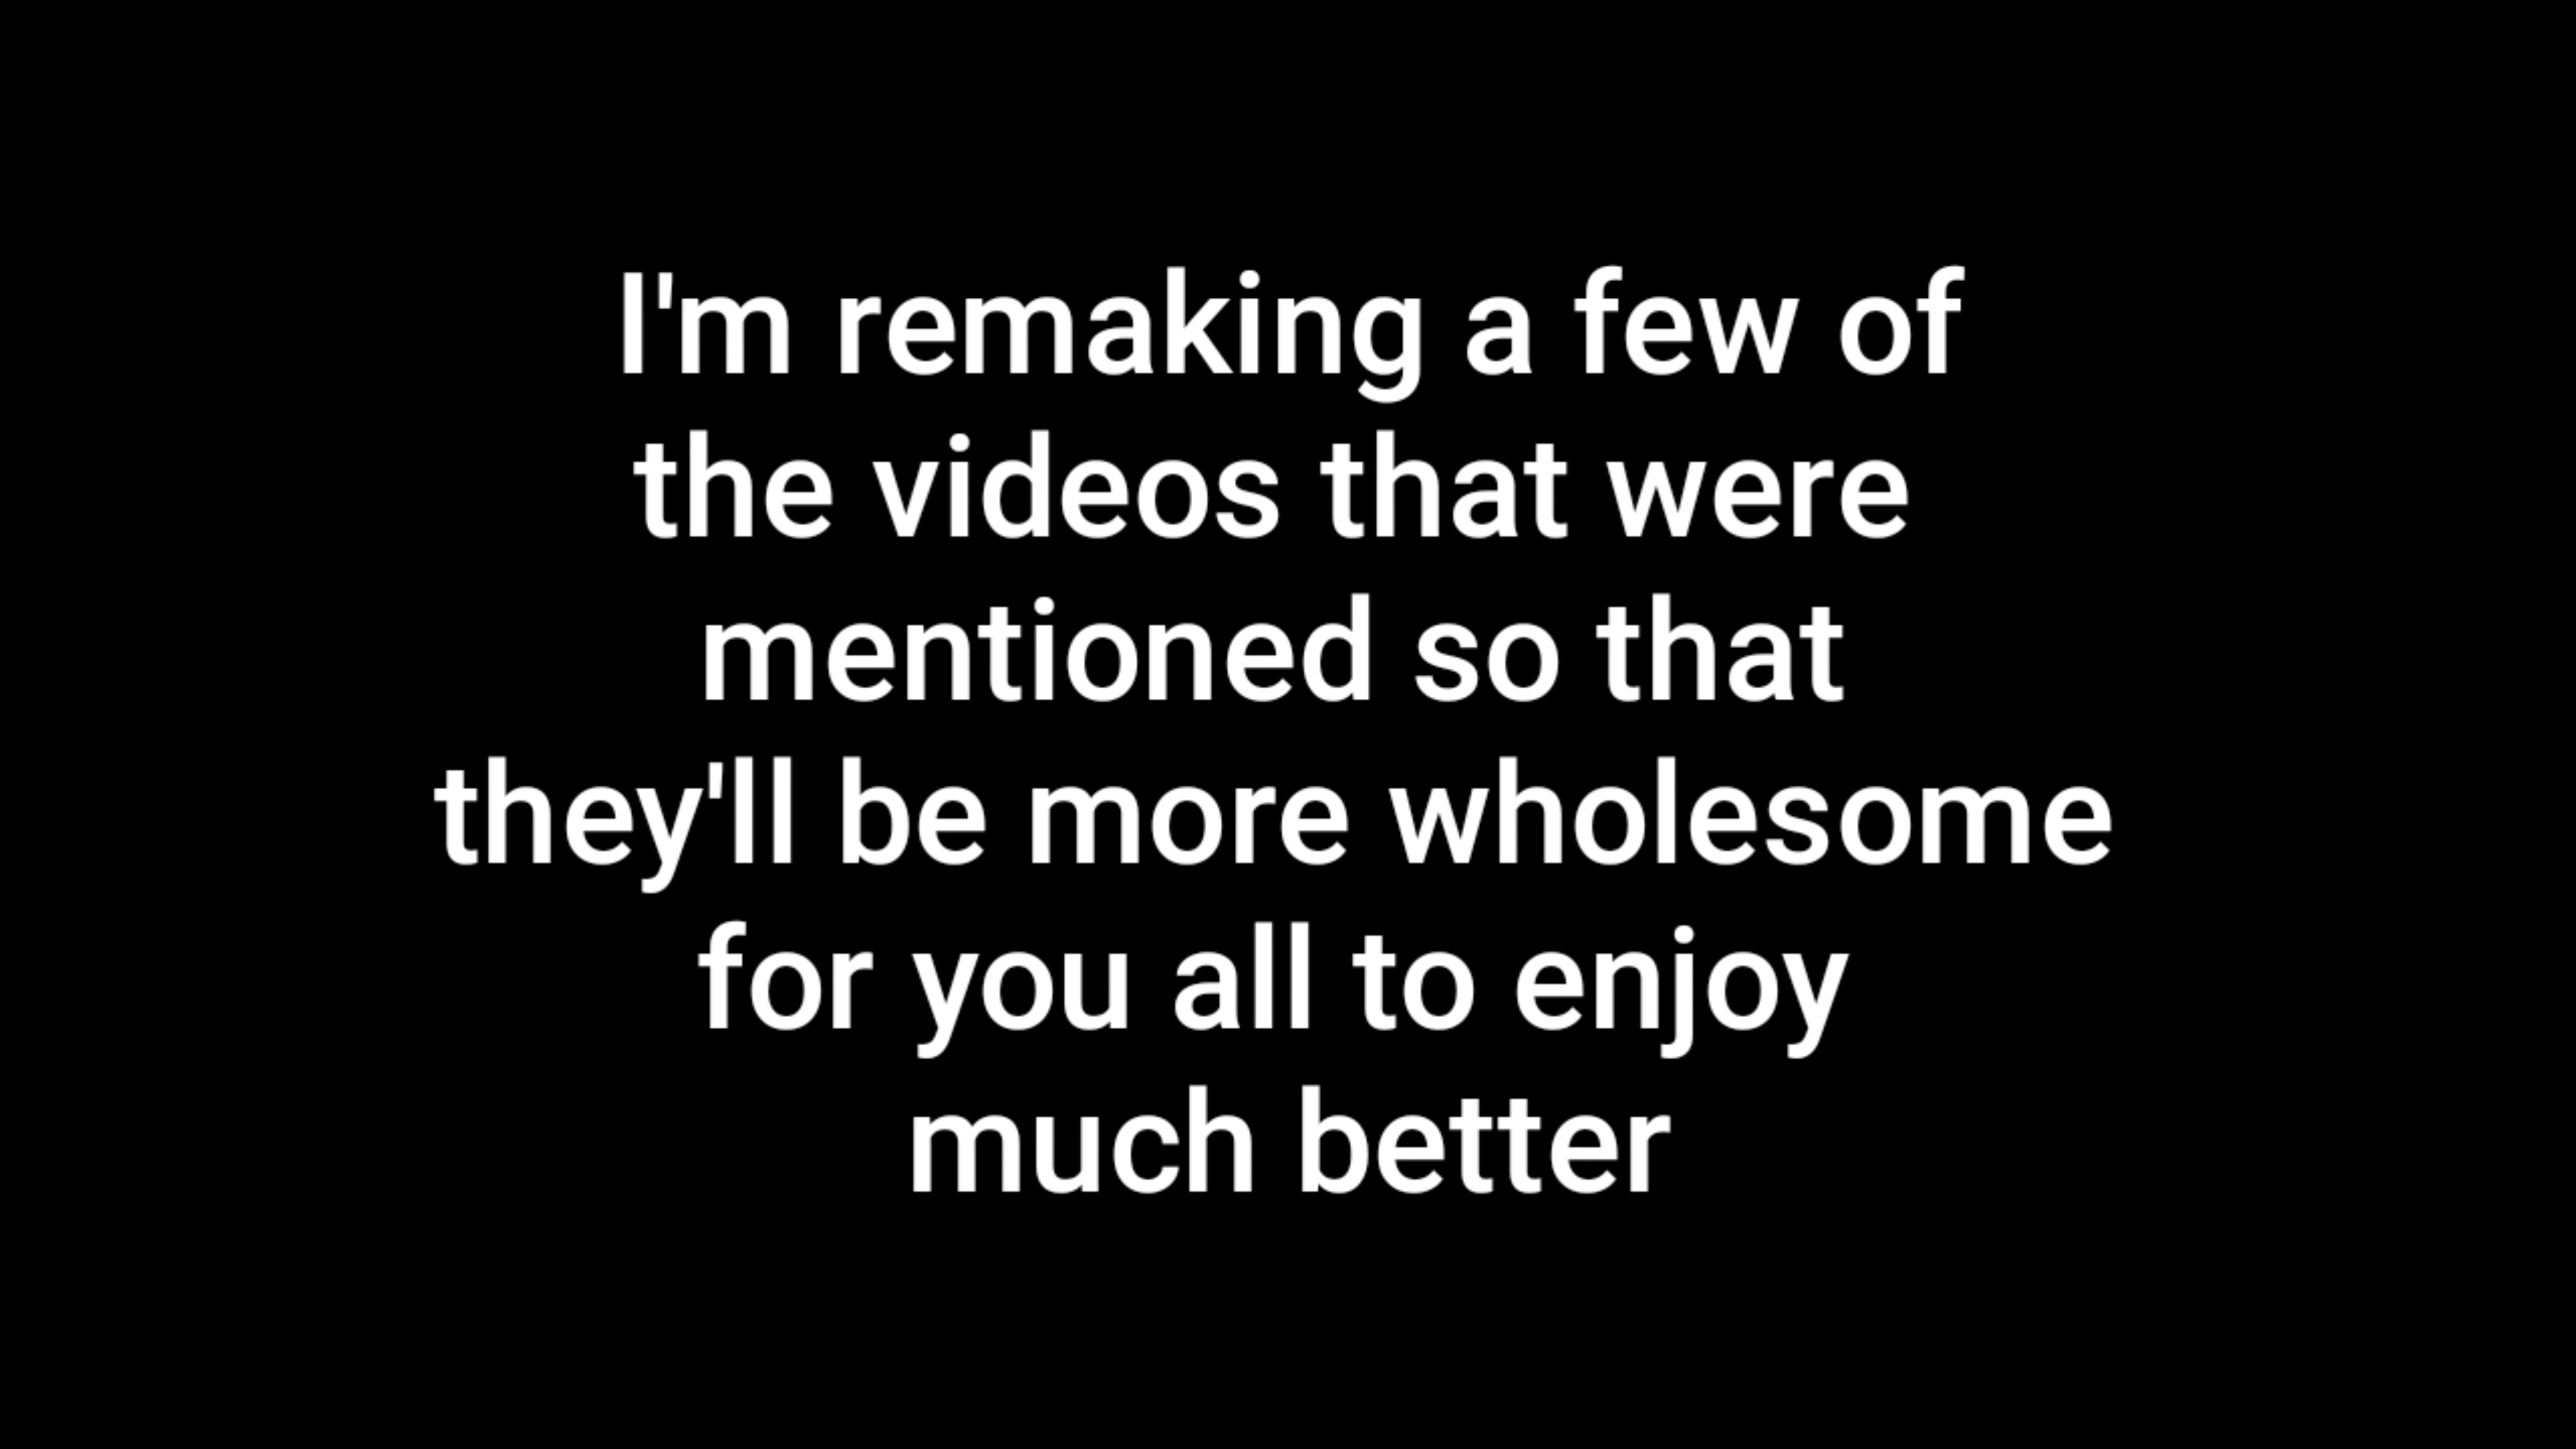 I'm remaking a few of
the videos that were
mentioned so that
they'll be more wholesome
for you all to enjoy
much better